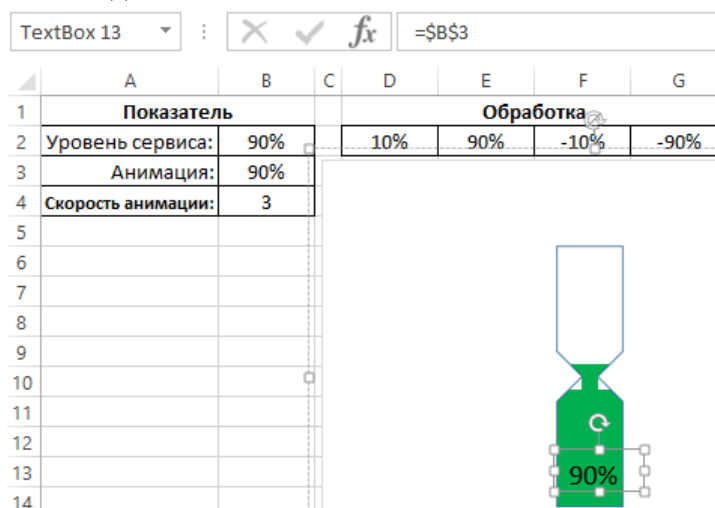 TextBox 13 fx =$B$3
A B C D E F G
1 Показатель Обработка
2 Уровень сервиса: 90% 10% 90% -10% -90%
3 Анимация: 90%
4 Скорость анимации: 3
5
6
7
8
9
10
11
12
13 90%
14